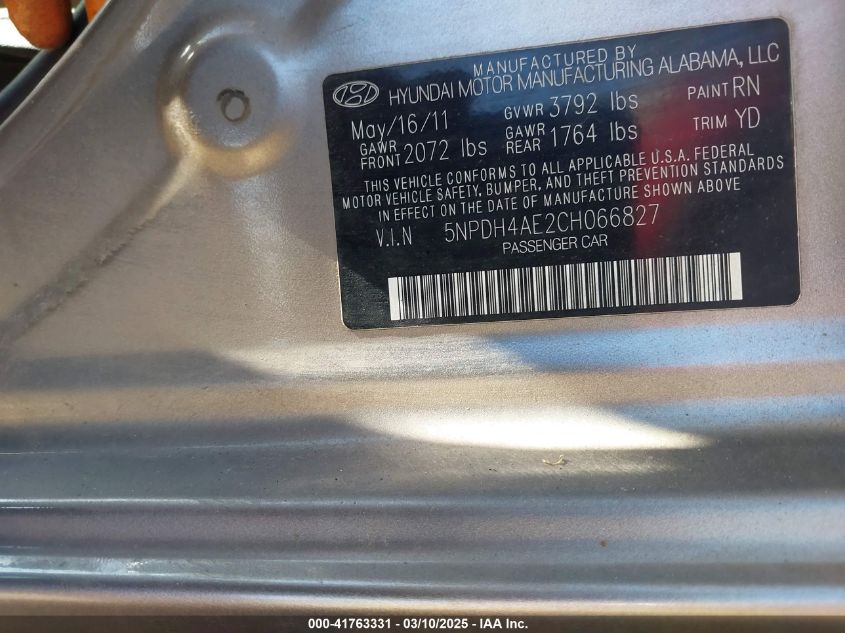 MANUFACTURED BY
HYUNDAI MOTOR MANUFACTURING ALABAMA, LLC
May/16/11 GVWR 3792 lbs PAINT RN
GAWR FRONT 2072 lbs GAWR REAR 1764 lbs TRIM YD
THIS VEHICLE CONFORMS TO ALL APPLICABLE U.S.A. FEDERAL
MOTOR VEHICLE SAFETY, BUMPER, AND THEFT PREVENTION STANDARDS
IN EFFECT ON THE DATE OF MANUFACTURE SHOWN ABOVE
V.I.N 5NPDH4AE2CH066827
PASSENGER CAR
000-41763331 - 03/10/2025 - IAA Inc.